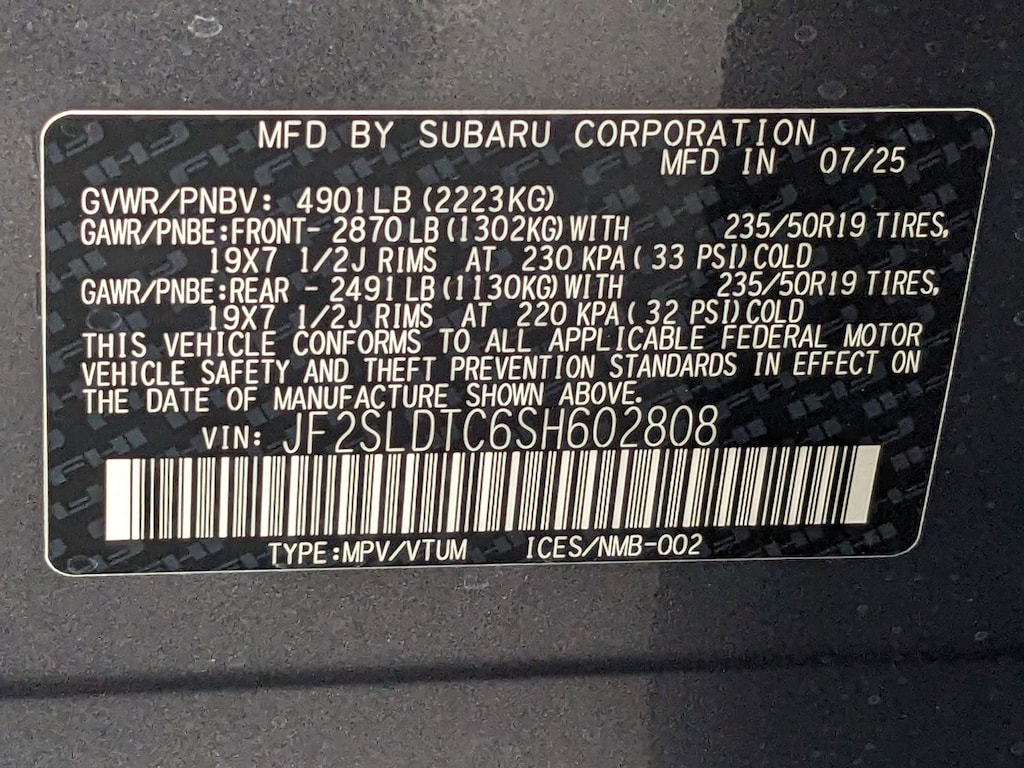 MFD BY SUBARU CORPORATION
MFD IN 07/25
GVWR/PNBV: 4901LB (2223KG)
GAWR/PNBE:FRONT- 2870 LB (1302KG) WITH 235/50R19 TIRES,
19X7 1/2J RIMS AT 230 KPA ( 33 PSI) COLD
GAWR/PNBE:REAR - 2491 LB (1130KG) WITH 235/50R19 TIRES,
19X7 1/2J RIMS AT 220 KPA ( 32 PSI) COLD
THIS VEHICLE CONFORMS TO ALL APPLICABLE FEDERAL MOTOR
VEHICLE SAFETY AND THEFT PREVENTION STANDARDS IN EFFECT ON
THE DATE OF MANUFACTURE SHOWN ABOVE.
VIN: JF2SLDTC6SH602808
TYPE:MPV/VTUM ICES/NMB-002